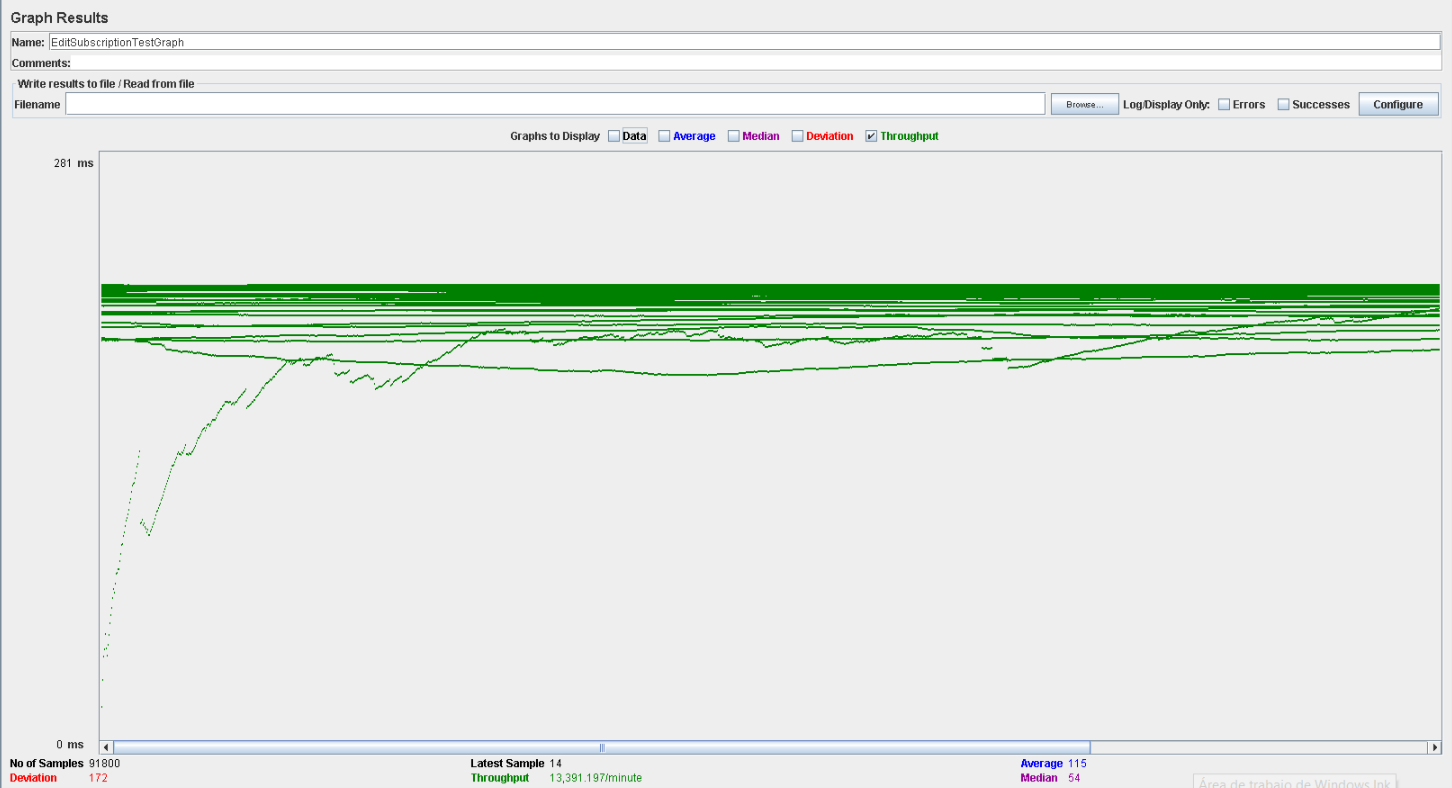 Graph Results
Name: EditSubscriptionTestGraph
Comments:
Write results to file / Read from file
Filename Browse... Log/Display Only: Errors Successes Configure
Graphs to Display Data Average Median Deviation Throughput
281 ms
0 ms
No of Samples 91800 Latest Sample 14 Average 115
Deviation 172 Throughput 13,391.197/minute Median 54
Área de trabajo de Windows Ink